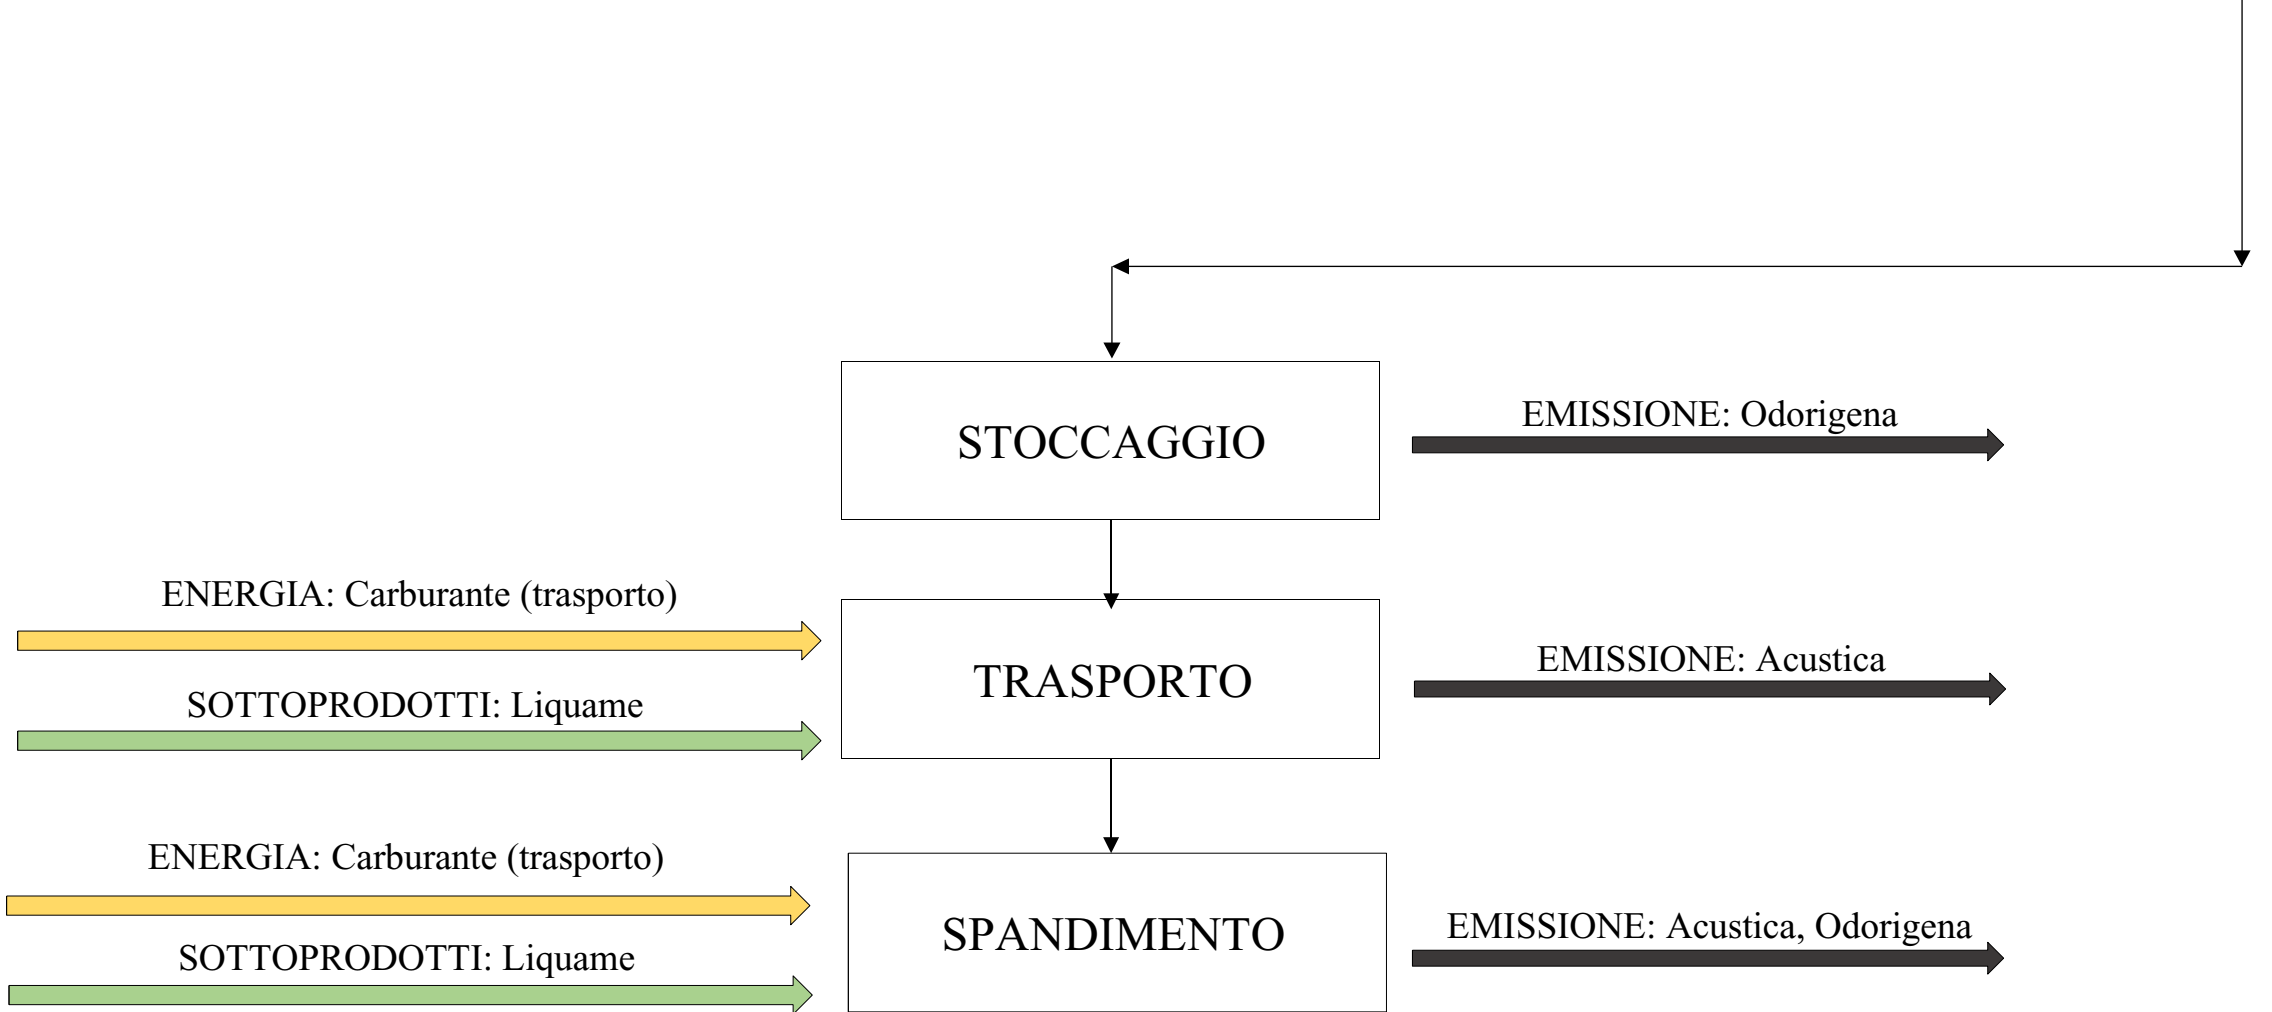 STOCCAGGIO
EMISSIONE: Odorigena
ENERGIA: Carburante (trasporto)
SOTTOPRODOTTI: Liquame
TRASPORTO
EMISSIONE: Acustica
ENERGIA: Carburante (trasporto)
SOTTOPRODOTTI: Liquame
SPANDIMENTO
EMISSIONE: Acustica, Odorigena